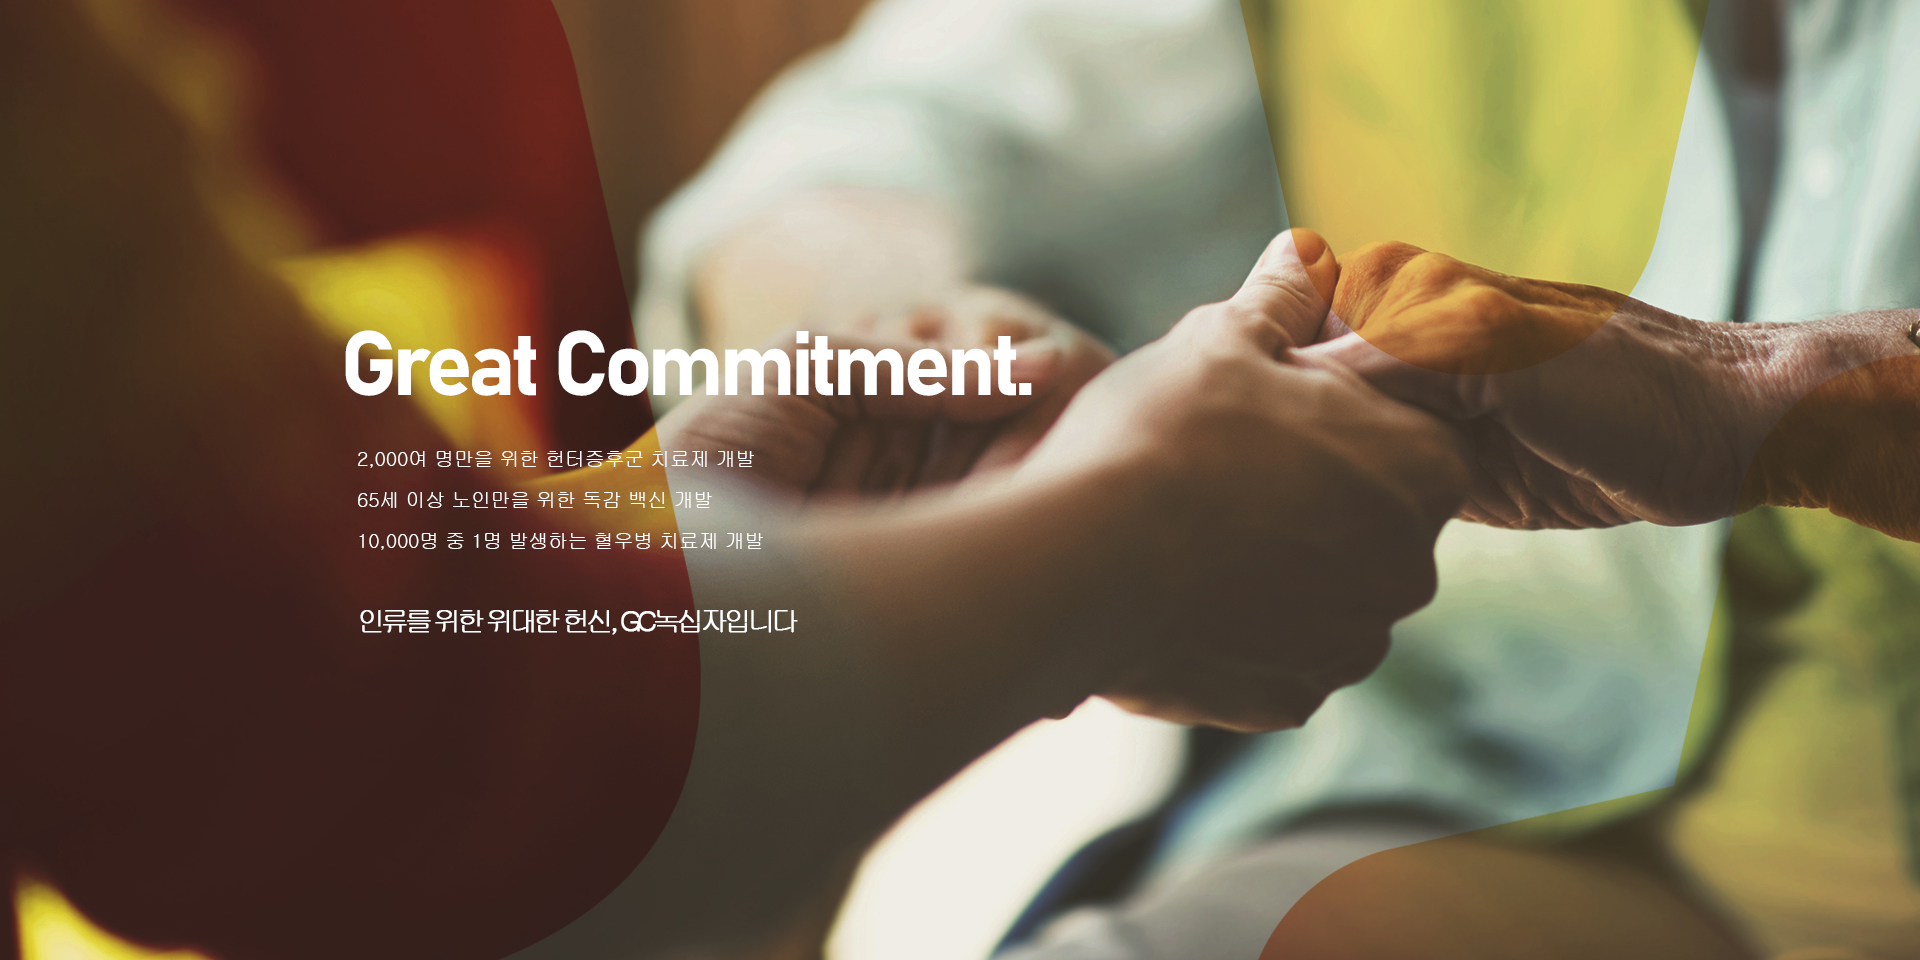 Great Commitment.
2,000여 명만을 위한 헌터증후군 치료제 개발
65세 이상 노인만을 위한 독감 백신 개발
10,000명 중 1명 발생하는 혈우병 치료제 개발
인류를 위한 위대한 헌신, GC녹십자입니다